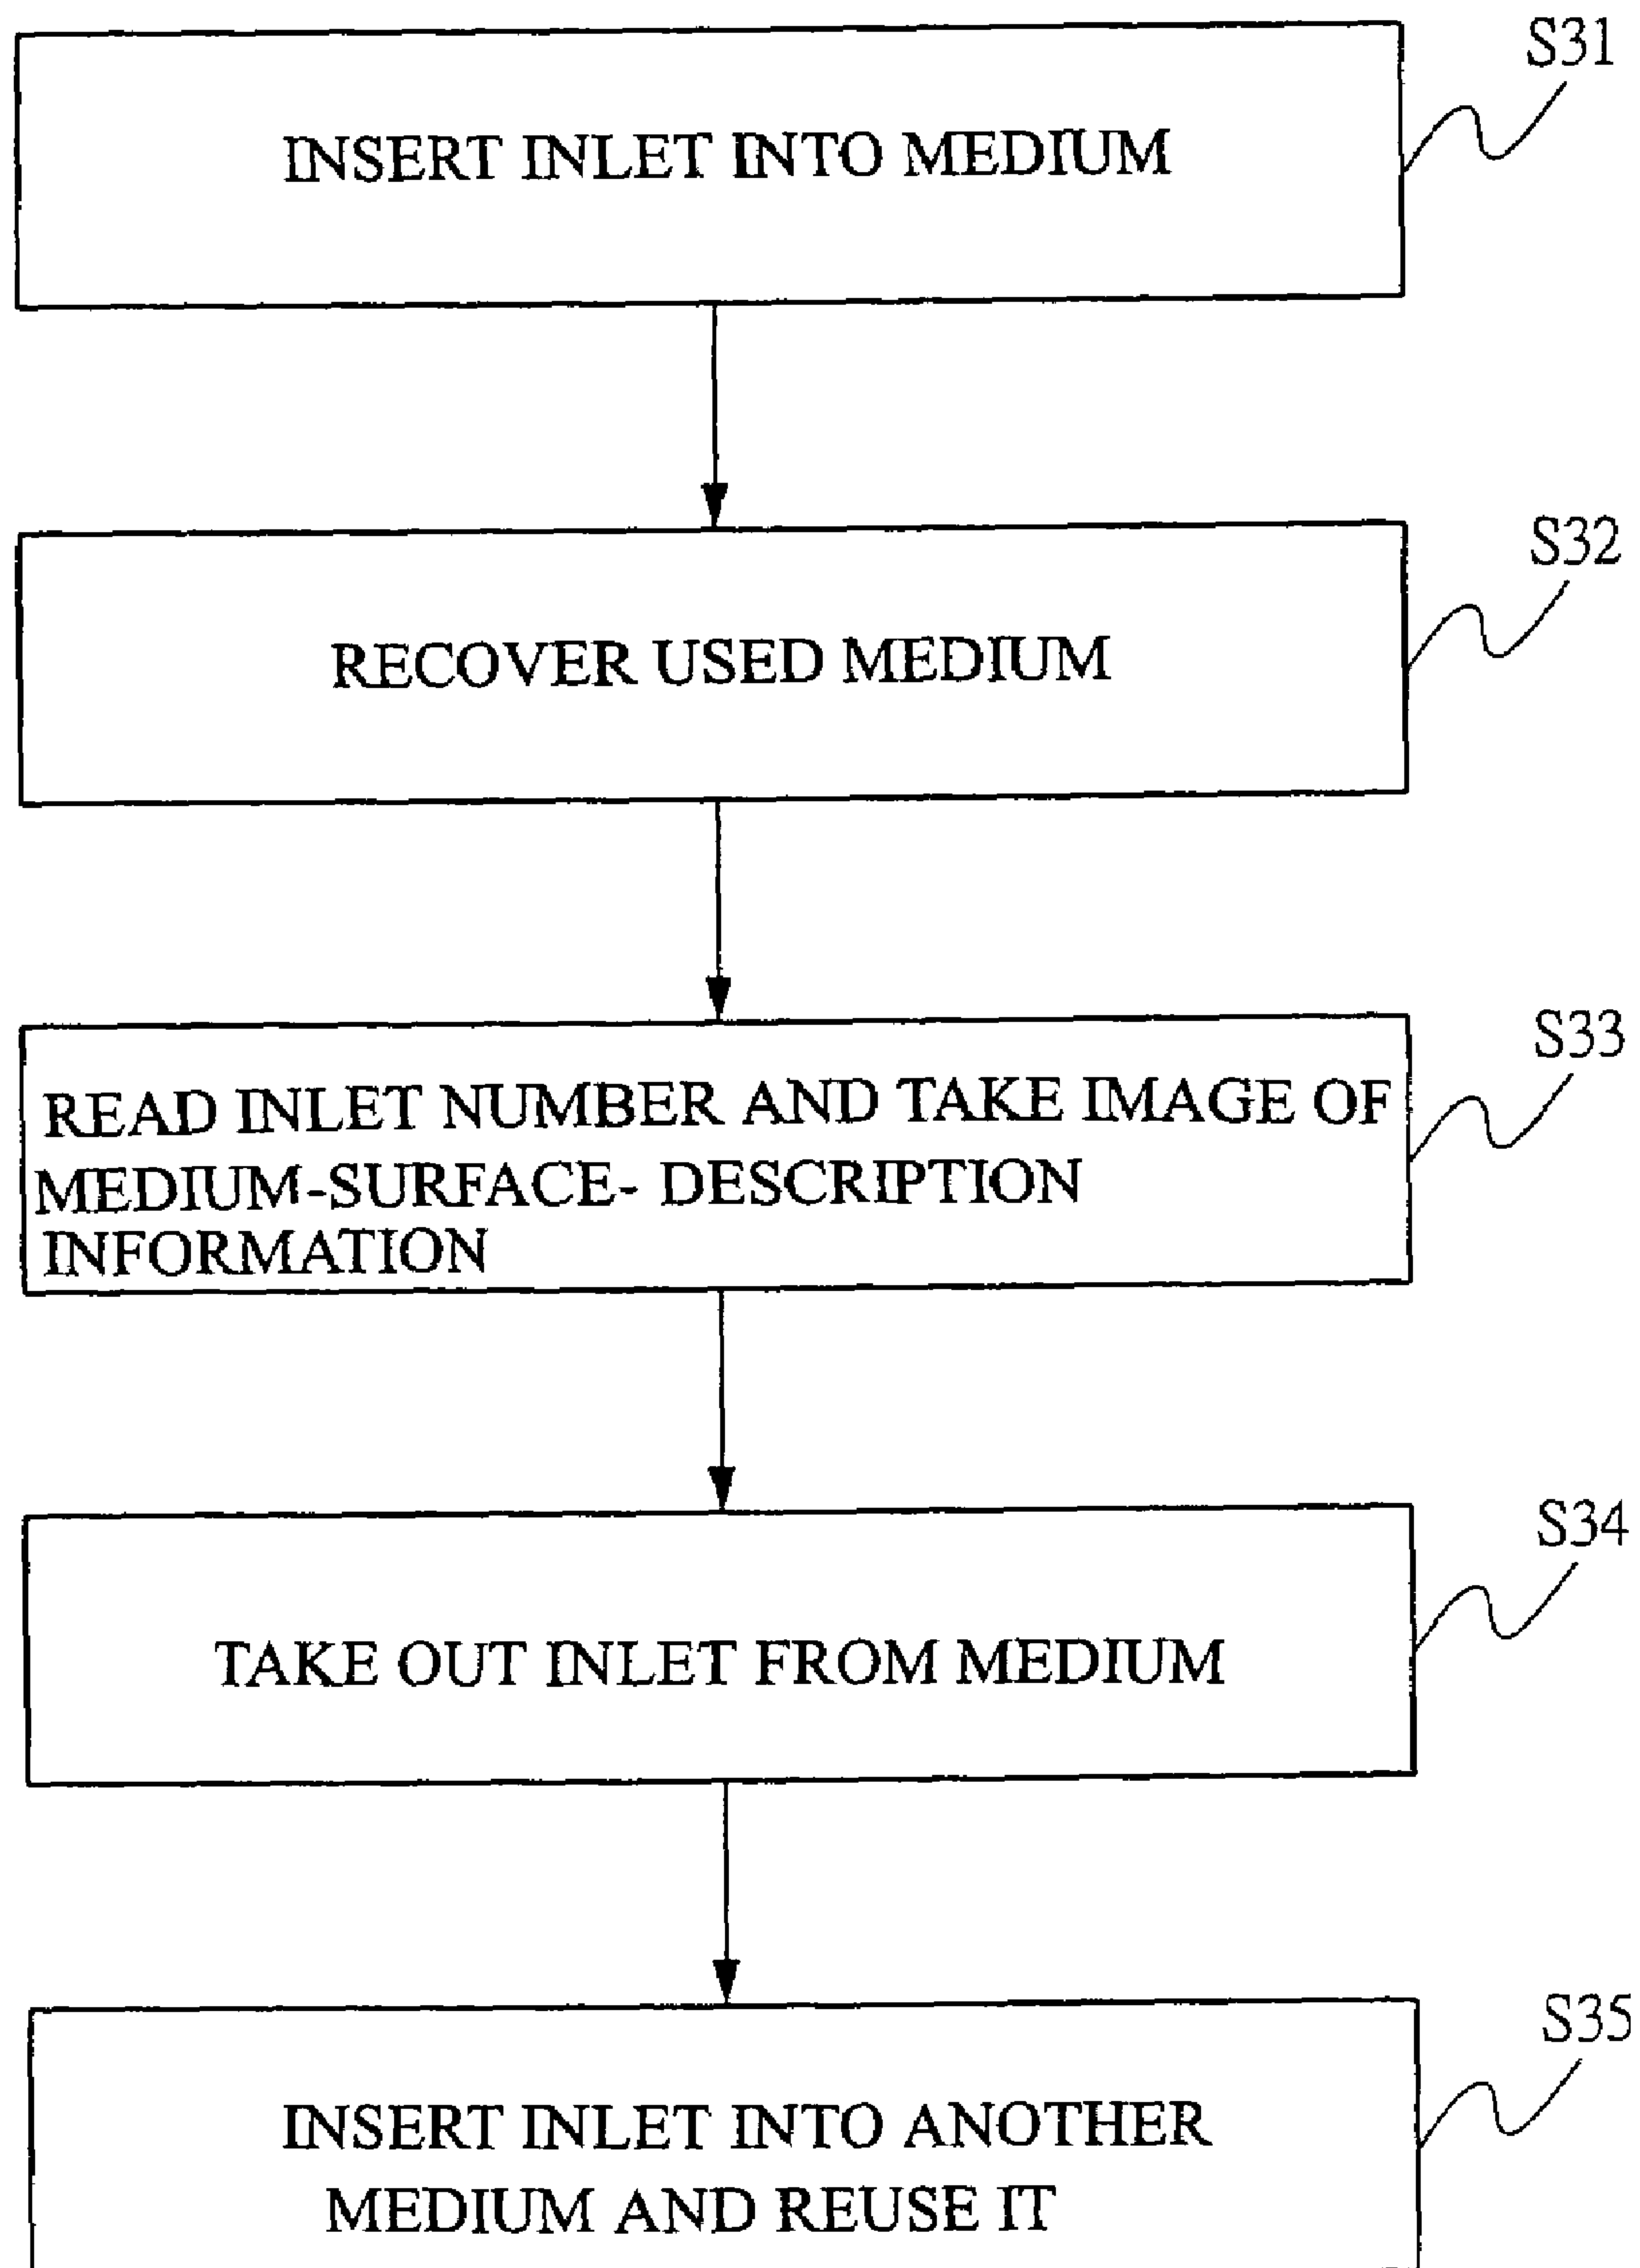 S31
INSERT INLET INTO MEDIUM
S32
RECOVER USED MEDIUM
S33
READ INLET NUMBER AND TAKE IMAGE OF
MEDIUM-SURFACE- DESCRIPTION
INFORMATION
S34
TAKE OUT INLET FROM MEDIUM
S35
INSERT INLET INTO ANOTHER
MEDIUM AND REUSE IT